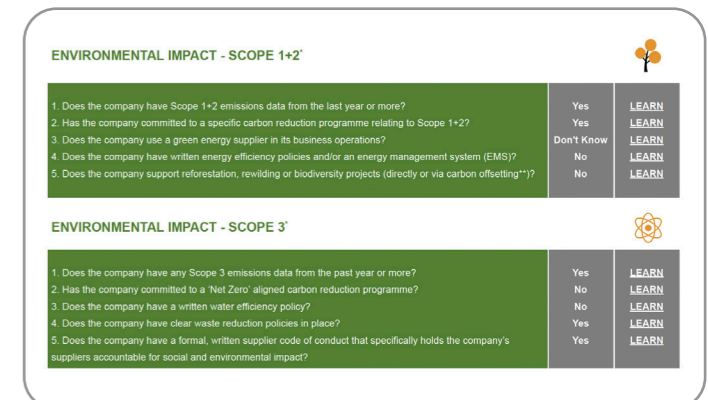 ENVIRONMENTAL IMPACT - SCOPE 1+2*
1. Does the company have Scope 1+2 emissions data from the last year or more? Yes LEARN
2. Has the company committed to a specific carbon reduction programme relating to Scope 1+2? Yes LEARN
3. Does the company use a green energy supplier in its business operations? Don't Know LEARN
4. Does the company have written energy efficiency policies and/or an energy management system (EMS)? No LEARN
5. Does the company support reforestation, rewilding or biodiversity projects (directly or via carbon offsetting**)? No LEARN
ENVIRONMENTAL IMPACT - SCOPE 3*
1. Does the company have any Scope 3 emissions data from the past year or more? Yes LEARN
2. Has the company committed to a 'Net Zero' aligned carbon reduction programme? No LEARN
3. Does the company have a written water efficiency policy? No LEARN
4. Does the company have clear waste reduction policies in place? Yes LEARN
5. Does the company have a formal, written supplier code of conduct that specifically holds the company's Yes LEARN
suppliers accountable for social and environmental impact?